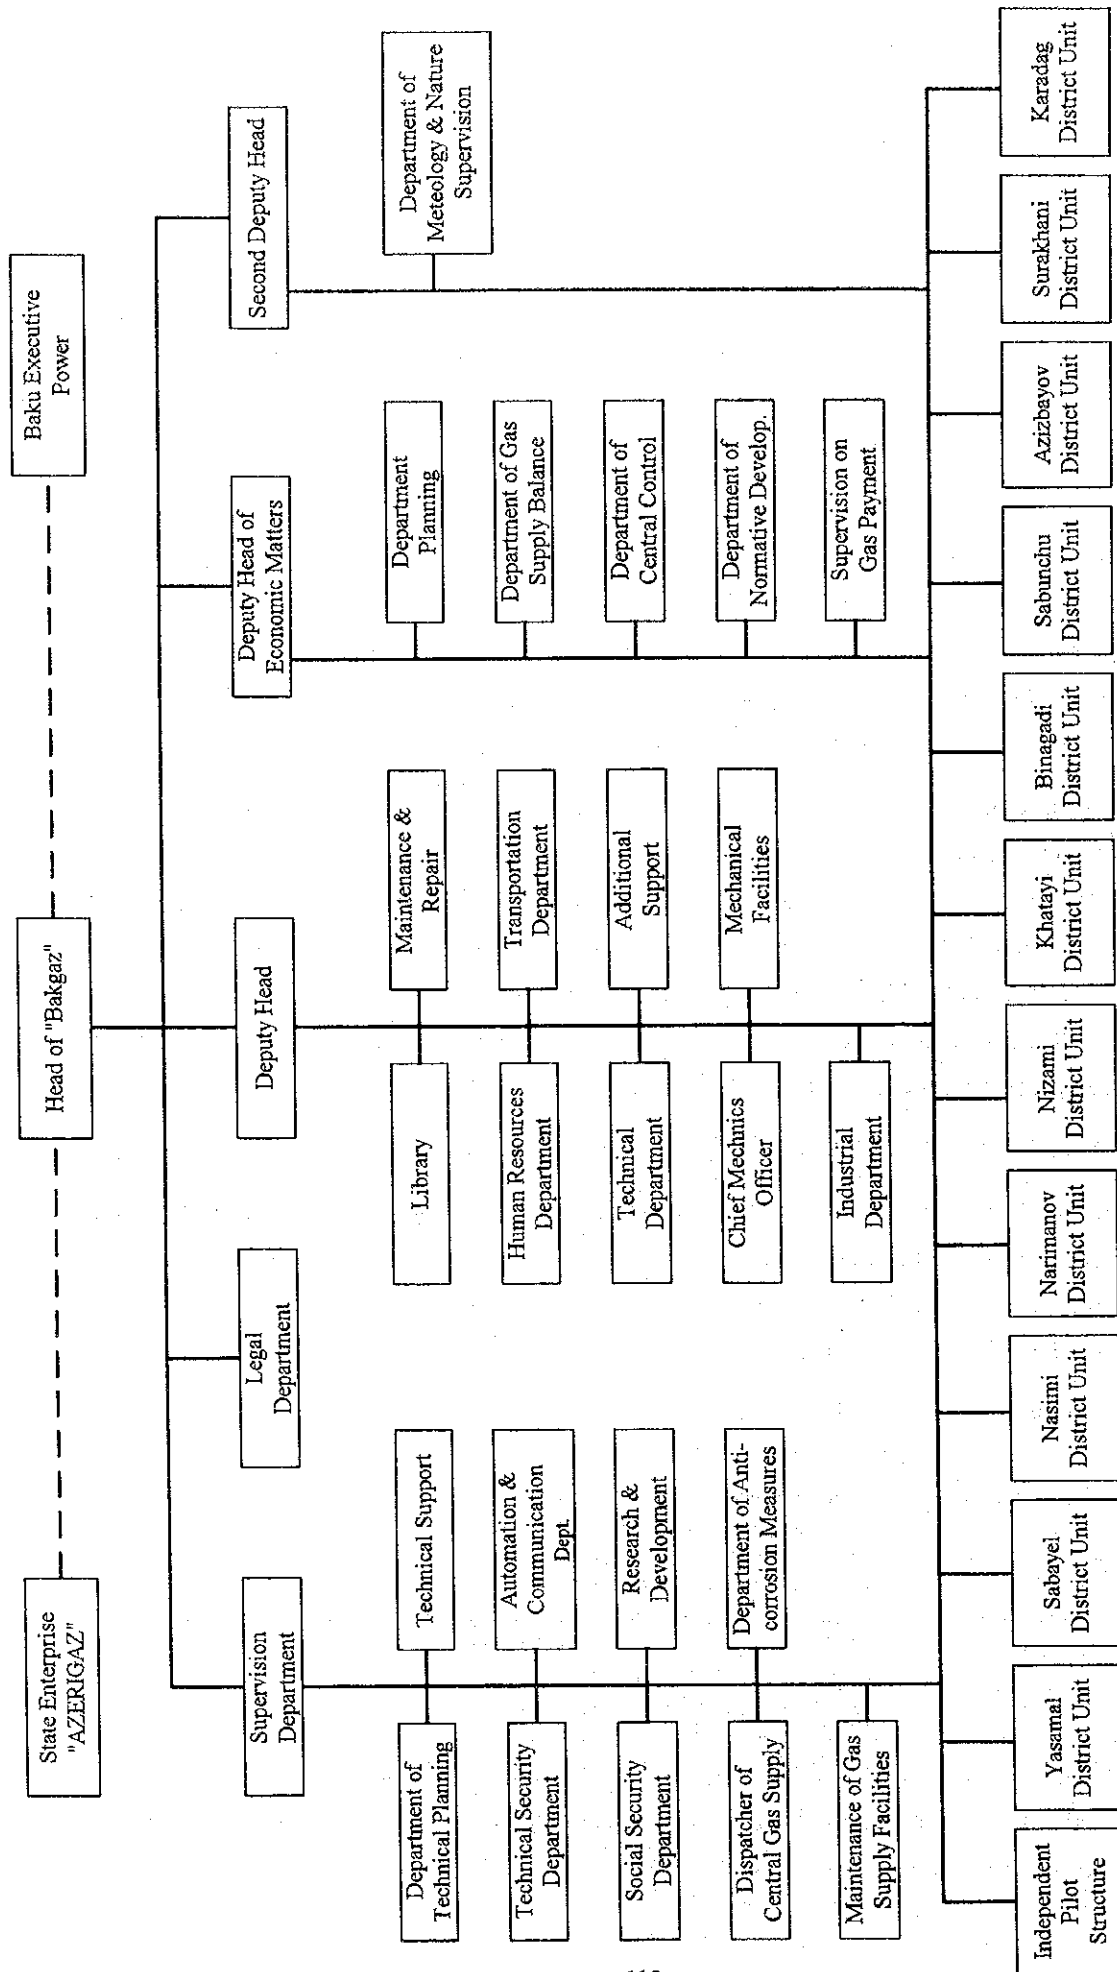 State Enterprise
"AZERIGAZ"
Head of "Bakgaz"
Baku Executive
Power
Supervision
Department
Legal
Department
Deputy Head
Deputy Head of
Economic Matters
Second Deputy Head
Department of
Technical Planning
Technical Support
Technical Security
Department
Automation &
Communication
Dept.
Social Security
Department
Research &
Development
Dispatcher of
Central Gas Supply
Department of Anti-
corrosion Measures
Maintenance of Gas
Supply Facilities
Library
Maintenance &
Repair
Human Resources
Department
Transportation
Department
Technical
Department
Additional
Support
Chief Mechnics
Officer
Mechanical
Facilities
Industrial
Department
Department
Planning
Department of Gas
Supply Balance
Department of
Central Control
Department of
Normative Develop.
Supervision on
Gas Payment
Department of
Meteology & Nature
Supervision
Independent
Pilot
Structure
Yasamal
District Unit
Sabayel
District Unit
Nasimi
District Unit
Narimanov
District Unit
Nizami
District Unit
Khatayi
District Unit
Binagadi
District Unit
Sabunchu
District Unit
Azizbayov
District Unit
Surakhani
District Unit
Karadag
District Unit